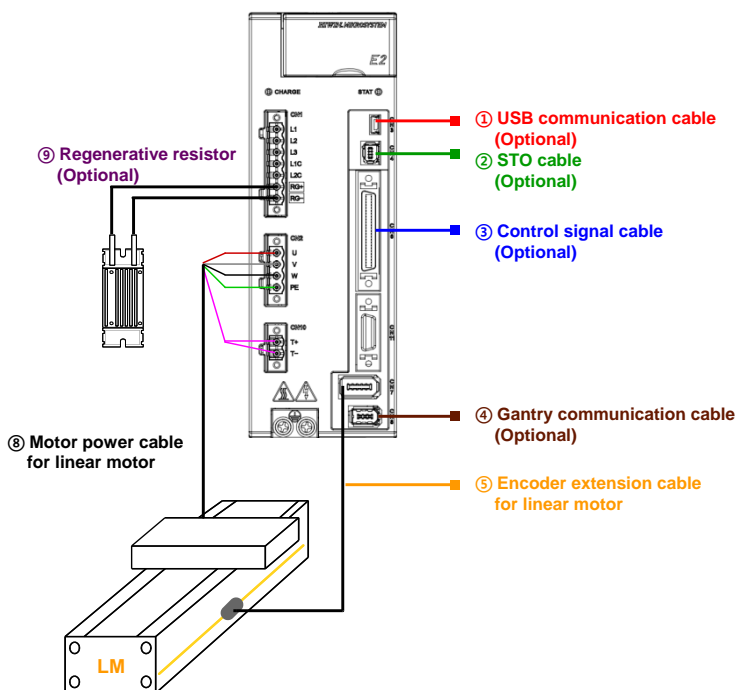 HIWIN.MIKROSYSTEM
E2
CHARGE
STAT
CN1
L1
L2
L3
L1C
L2C
RG+
RG-
CN2
U
V
W
PE
CN10
T+
T-
CN6
CN7
① USB communication cable
(Optional)
② STO cable
(Optional)
③ Control signal cable
(Optional)
④ Gantry communication cable
(Optional)
⑤ Encoder extension cable
for linear motor
⑨ Regenerative resistor
(Optional)
⑧ Motor power cable
for linear motor
LM